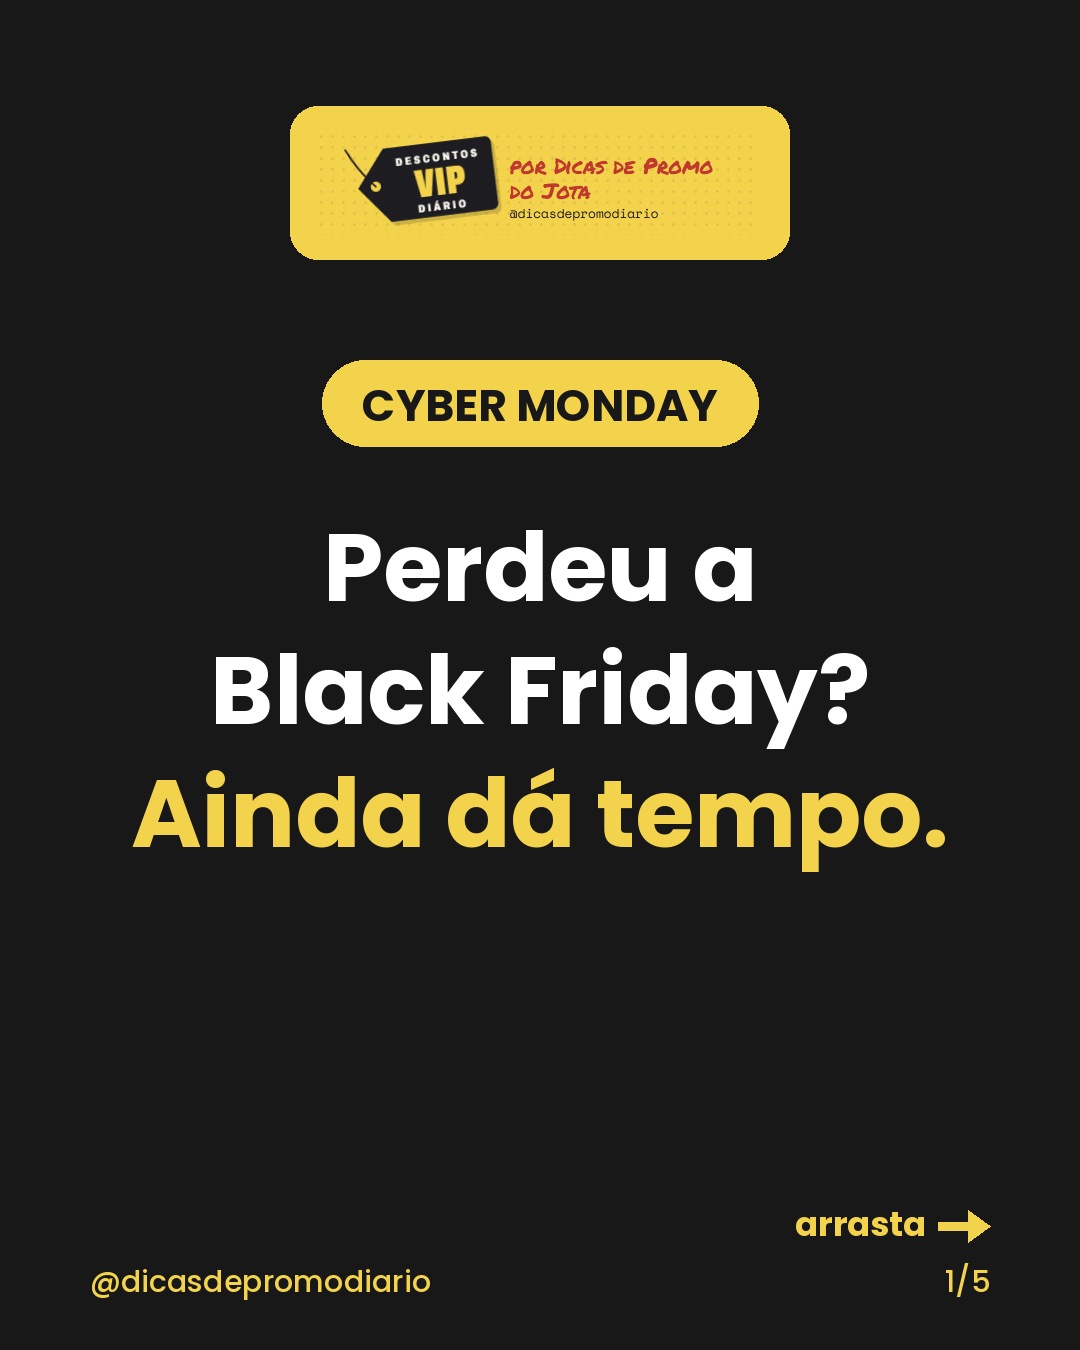 DESCONTOS
VIP
DIÁRIO
por Dicas de Promo
do Jota
@dicasdepromodiario
CYBER MONDAY
Perdeu a
Black Friday?
Ainda dá tempo.
arrasta
@dicasdepromodiario
1/5